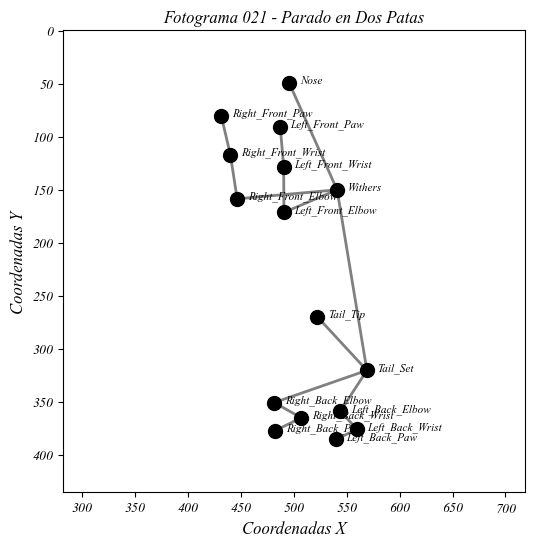 Fotograma 021 - Parado en Dos Patas
0
50
100
150
200
250
300
350
400
Coordenadas Y
Nose
Right_Front_Paw
Left_Front_Paw
Right_Front_Wrist
Left_Front_Wrist
Withers
Right_Front_Elbow
Left_Front_Elbow
Tail_Tip
Tail_Set
Right_Back_Elbow
Left_Back_Elbow
Right_Back_Wrist
Left_Back_Wrist
Right_Back_Paw
Left_Back_Paw
300 350 400 450 500 550 600 650 700
Coordenadas X